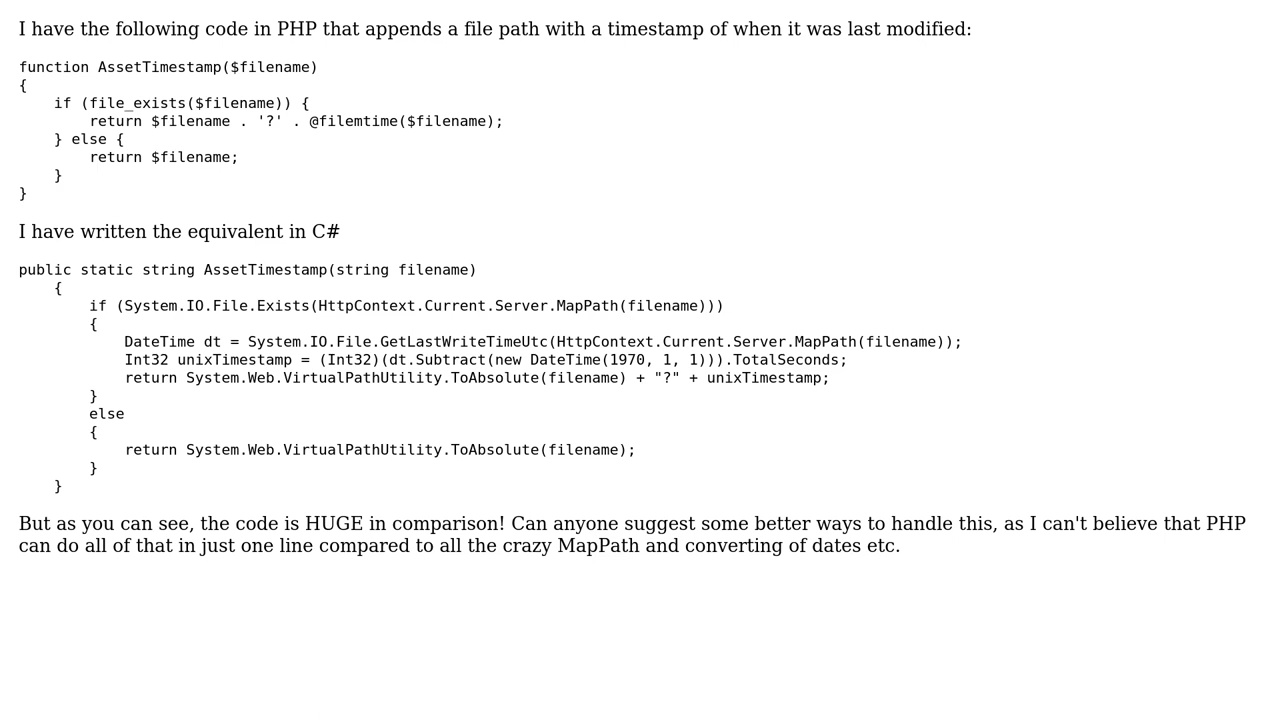 I have the following code in PHP that appends a file path with a timestamp of when it was last modified:
function AssetTimestamp($filename)
{
    if (file_exists($filename)) {
        return $filename . '?' . @filemtime($filename);
    } else {
        return $filename;
    }
}
I have written the equivalent in C#
public static string AssetTimestamp(string filename)
    {
        if (System.IO.File.Exists(HttpContext.Current.Server.MapPath(filename)))
        {
            DateTime dt = System.IO.File.GetLastWriteTimeUtc(HttpContext.Current.Server.MapPath(filename));
            Int32 unixTimestamp = (Int32)(dt.Subtract(new DateTime(1970, 1, 1))).TotalSeconds;
            return System.Web.VirtualPathUtility.ToAbsolute(filename) + "?" + unixTimestamp;
        }
        else
        {
            return System.Web.VirtualPathUtility.ToAbsolute(filename);
        }
    }
But as you can see, the code is HUGE in comparison! Can anyone suggest some better ways to handle this, as I can't believe that PHP
can do all of that in just one line compared to all the crazy MapPath and converting of dates etc.